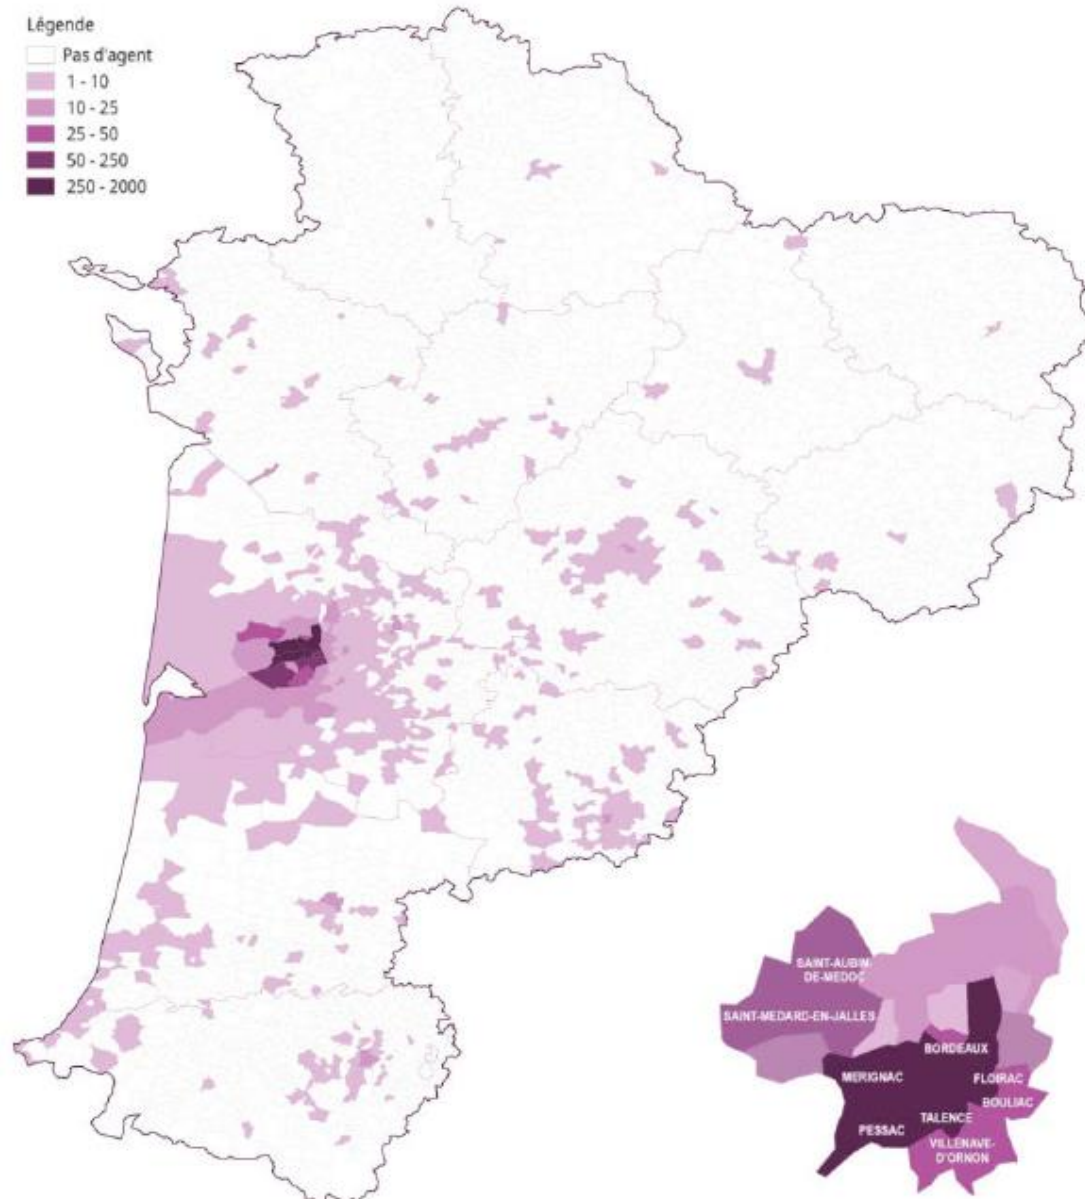 Légende
Pas d'agent
1 - 10
10 - 25
25 - 50
50 - 250
250 - 2000
SAINT-AUBIN-
DE-MEDOC
SAINT-MEDARD-EN-JALLES
BORDEAUX
MERIGNAC
FLOIRAC
BOULIAC
TALENCE
PESSAC
VILLENAVE-
D'ORNON